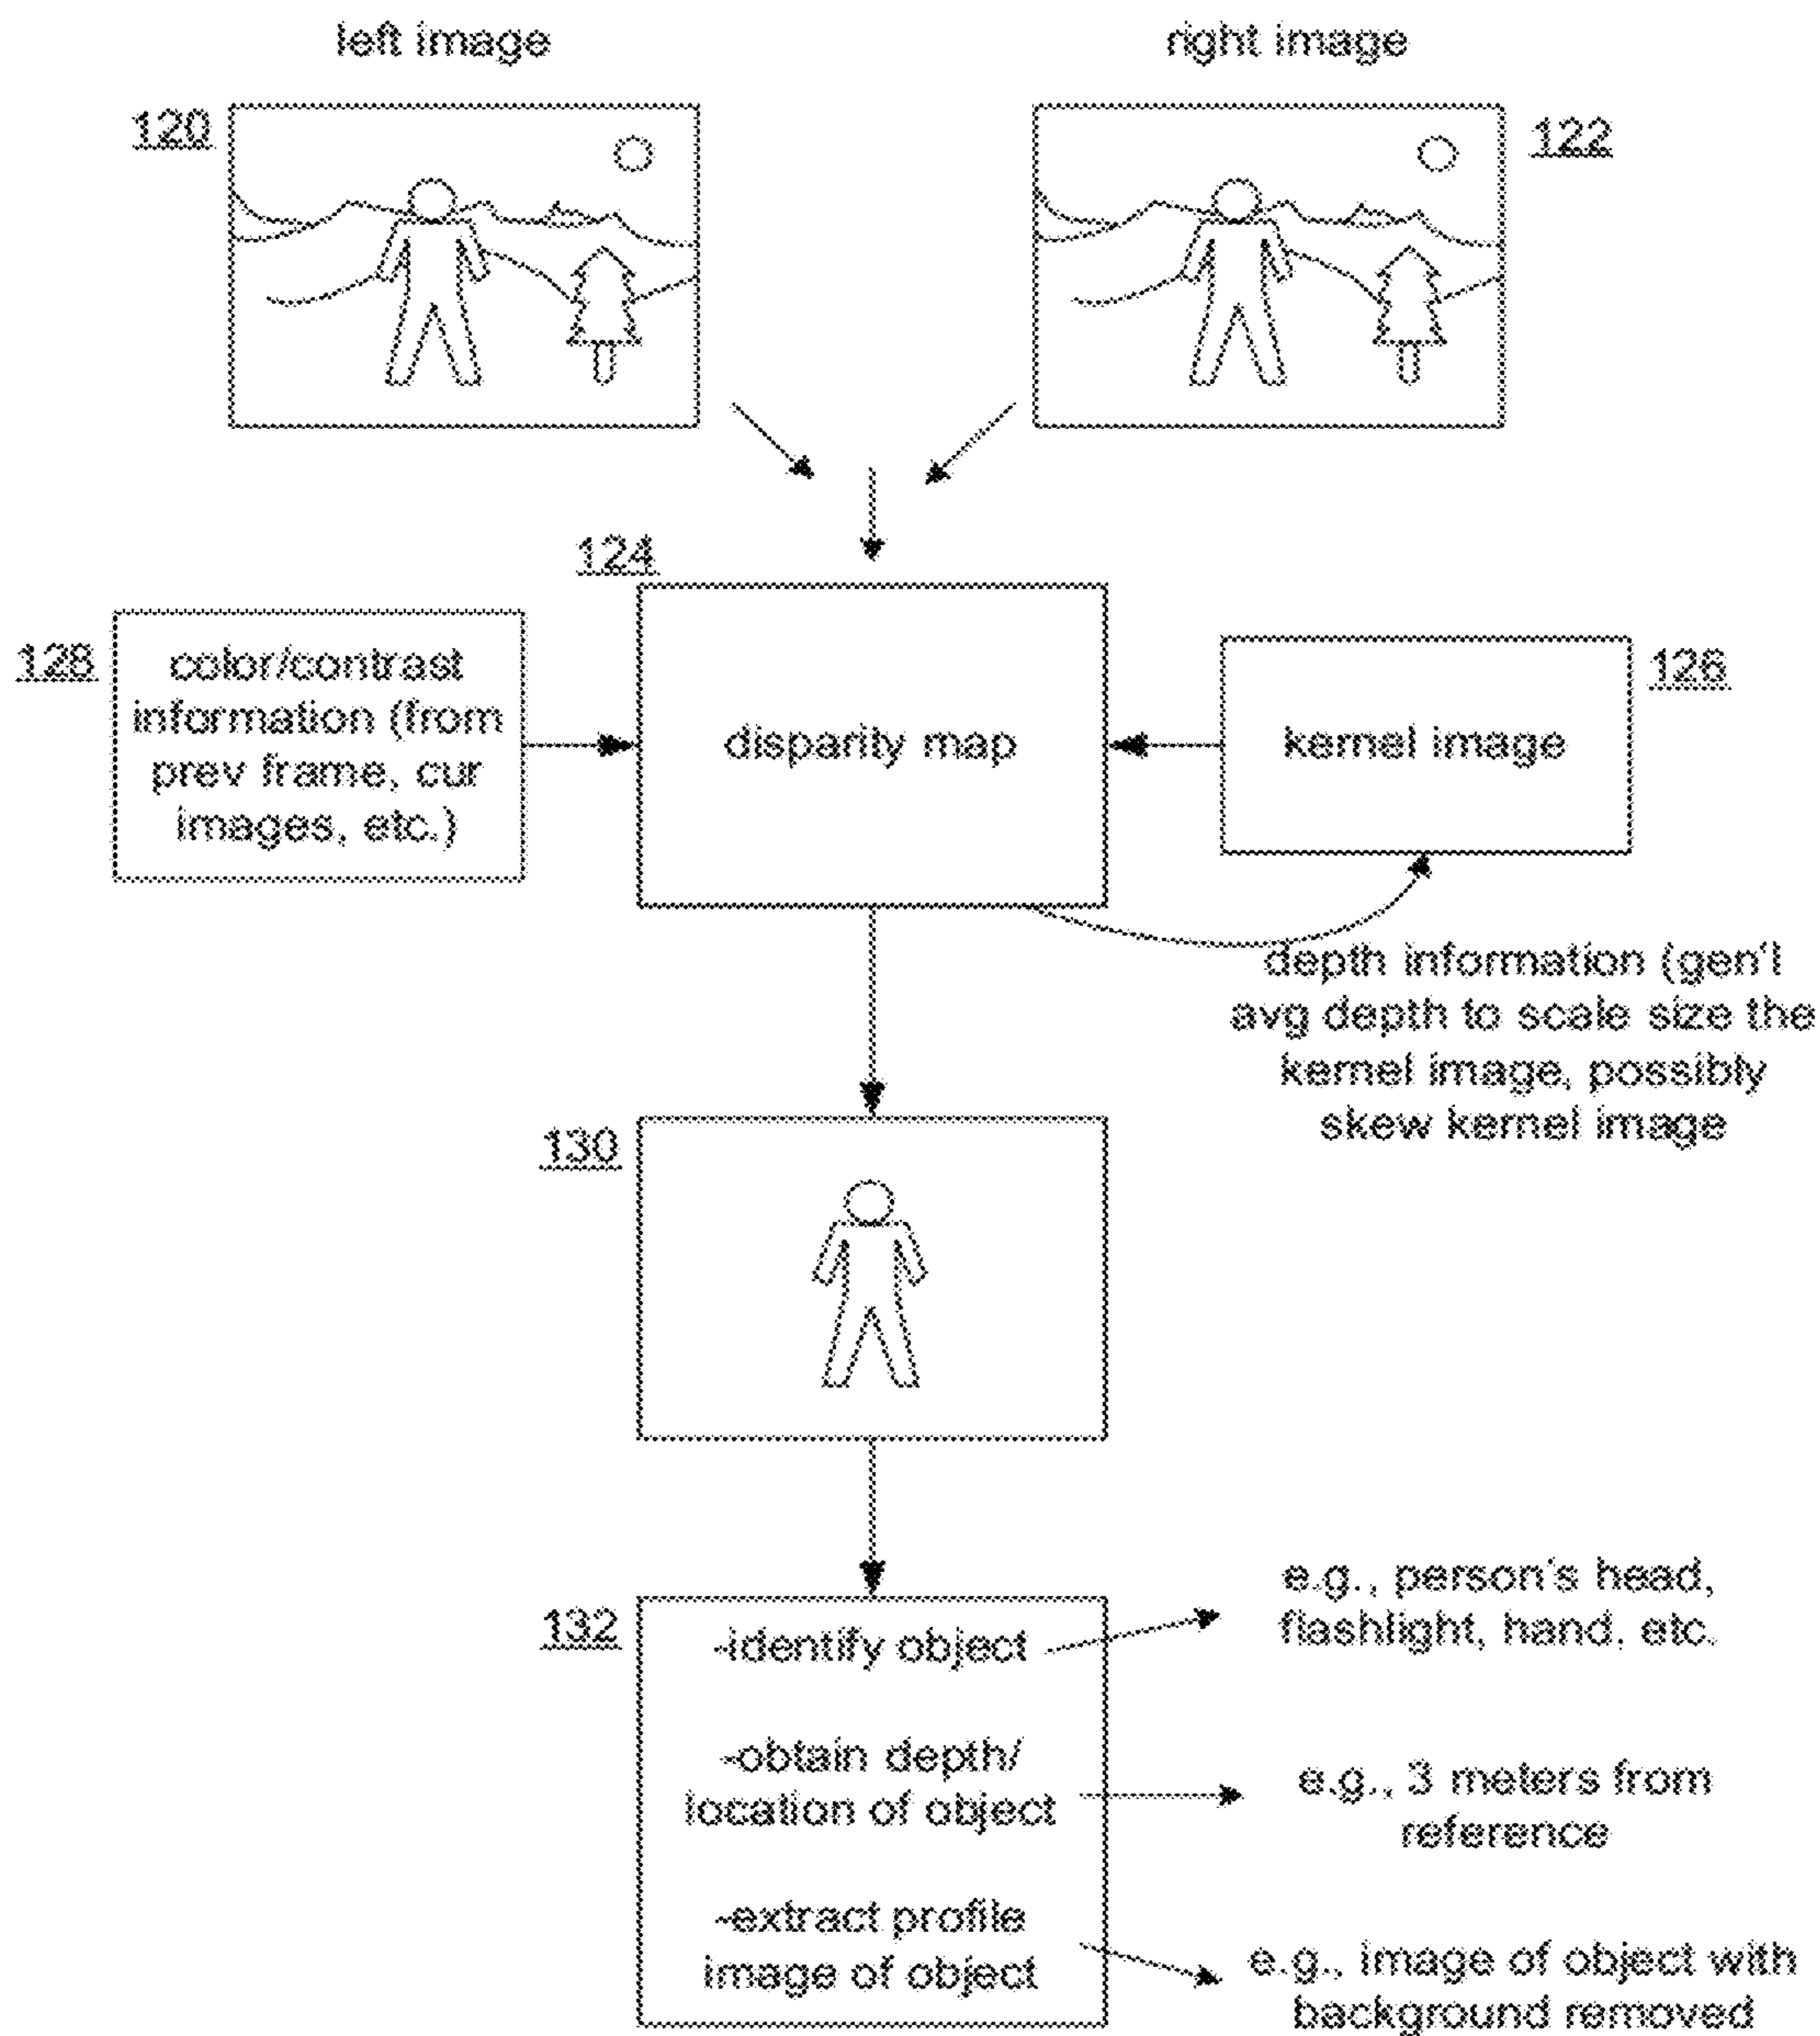 left image
right image
120
122
124
128
color/contrast
information (from
prev frame, cur
images, etc.)
disparity map
kernel image
126
depth information (gen'l
avg depth to scale size the
kernel image, possibly
skew kernel image
130
132
-identify object
e.g., person's head,
flashlight, hand, etc.
-obtain depth/
location of object
e.g., 3 meters from
reference
-extract profile
image of object
e.g., image of object with
background removed